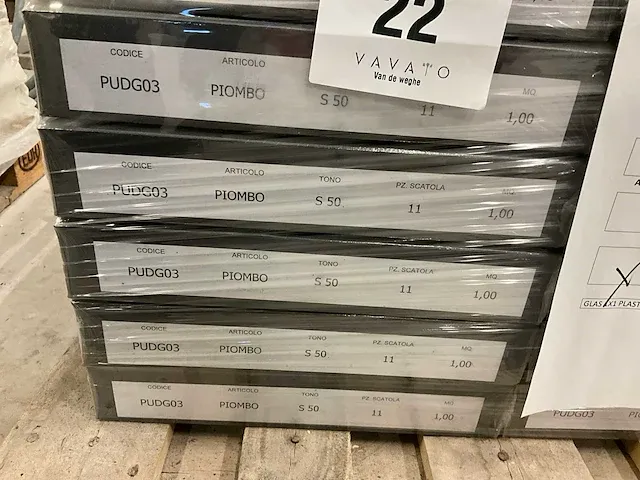 22
VAVATO
Van de weghe
CODICE ARTICOLO MQ
PUDG03 PIOMBO S 50 11 1,00
CODICE ARTICOLO TONO PZ. SCATOLA MQ
PUDG03 PIOMBO S 50 11 1,00
CODICE ARTICOLO TONO PZ. SCATOLA MQ
PUDG03 PIOMBO S 50 11 1,00
CODICE ARTICOLO TONO PZ. SCATOLA MQ
PUDG03 PIOMBO S 50 11 1,00
CODICE ARTICOLO TONO PZ. SCATOLA MQ
PUDG03 PIOMBO S 50 11 1,00
PUDG03